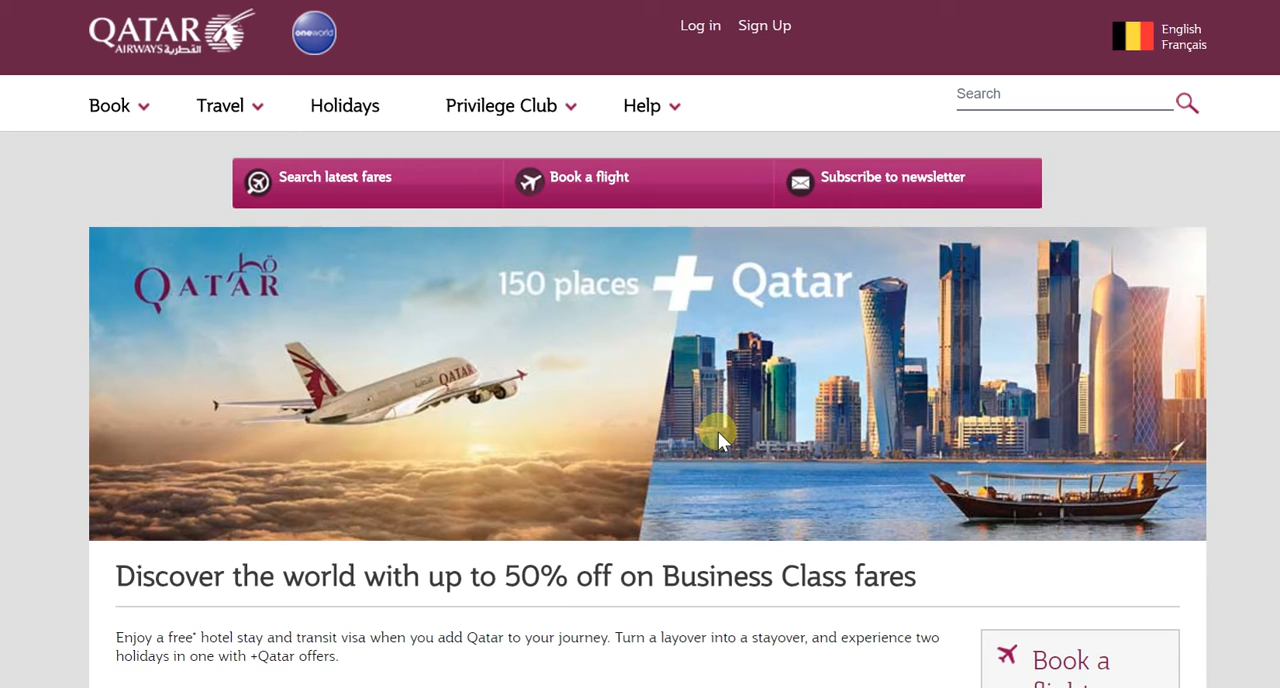 QATAR
AIRWAYS القطرية
oneworld
Log in Sign Up
English
Français
Book Travel Holidays Privilege Club Help
Search
Search latest fares Book a flight Subscribe to newsletter
QATAR
150 places + Qatar
QATAR
Discover the world with up to 50% off on Business Class fares
Enjoy a free* hotel stay and transit visa when you add Qatar to your journey. Turn a layover into a stayover, and experience two
holidays in one with +Qatar offers.
Book a
flight